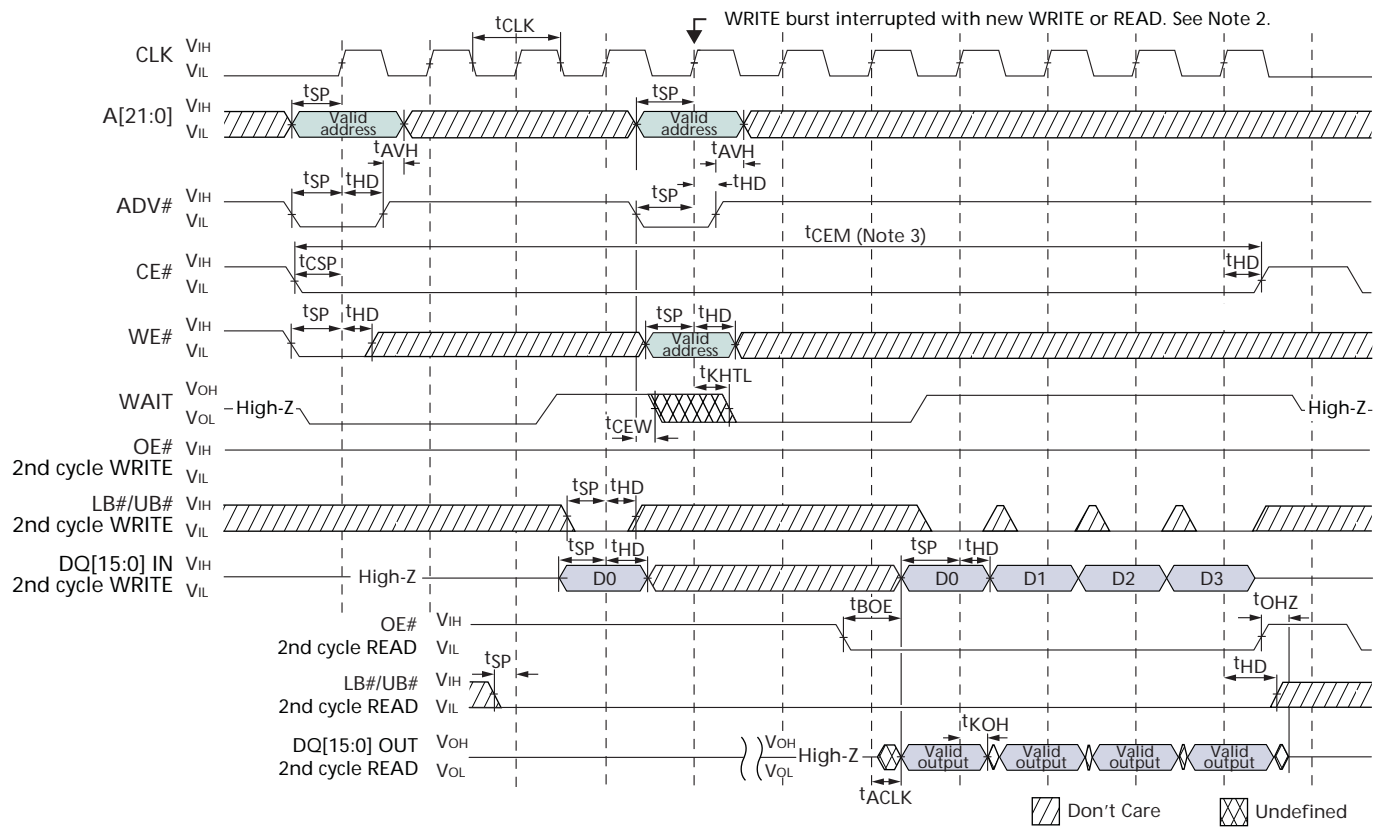 WRITE burst interrupted with new WRITE or READ. See Note 2.
tCLK
CLK VIH
VIL
tSP tSP
A[21:0] VIH
VIL
Valid address Valid address
tAVH tAVH
tSP tHD tSP tHD
ADV# VIH
VIL
tCEM (Note 3)
CE# VIH
VIL
tCSP tHD
WE# VIH
VIL
tSP tHD tSP tHD
Valid address
tKHTL
WAIT VOH
VOL
High-Z High-Z
tCEW
OE# VIH
2nd cycle WRITE VIL
LB#/UB# VIH
2nd cycle WRITE VIL
tSP tHD
DQ[15:0] IN VIH
2nd cycle WRITE VIL
tSP tHD tSP tHD
High-Z D0 D0 D1 D2 D3
tBOE tOHZ
OE# VIH
2nd cycle READ VIL
tSP tHD
LB#/UB# VIH
2nd cycle READ VIL
tKOH
DQ[15:0] OUT VOH
2nd cycle READ VOL
VOH
VOL
High-Z
Valid output Valid output Valid output Valid output
tACLK
Don't Care Undefined